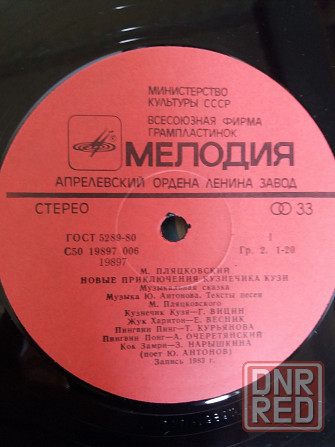 МИНИСТЕРСТВО
КУЛЬТУРЫ СССР
ВСЕСОЮЗНАЯ ФИРМА
ГРАМПЛАСТИНОК
МЕЛОДИЯ
АПРЕЛЕВСКИЙ ОРДЕНА ЛЕНИНА ЗАВОД
СТЕРЕО 33
ГОСТ 5289-80 1
С50 19897 006 Гр. 2. 1-20
19897
М. ПЛЯЦКОВСКИЙ
НОВЫЕ ПРИКЛЮЧЕНИЯ КУЗНЕЧИКА КУЗИ
Музыкальная сказка
Музыка Ю. Антонова. Тексты песен
М. Пляцковского
Кузнечик Кузя—Г. ВИЦИН
Жук Харитон—Е. ВЕСНИК
Пингвин Пинг—Т. КУРЬЯНОВА
Пингвин Понг—А. ОЧЕРЕТЯНСКИЙ
Кок Замри—З. НАРЫШКИНА
(поет Ю. АНТОНОВ)
Запись 1983 г.
DNR
RED